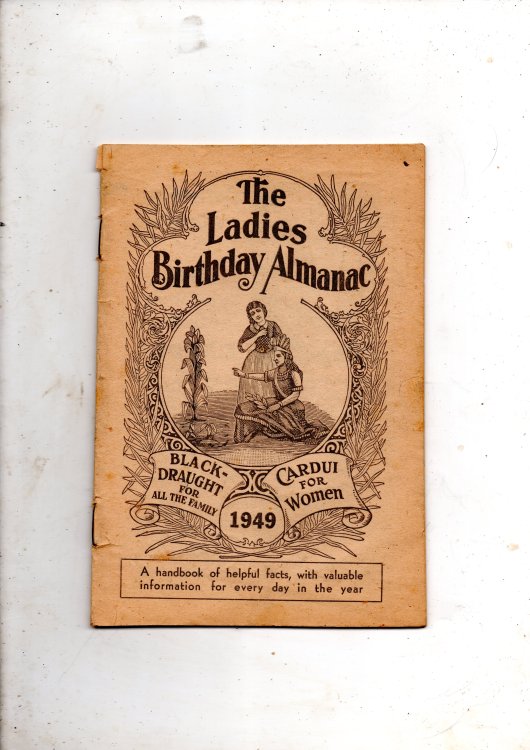 The
Ladies
Birthday Almanac
BLACK-
DRAUGHT
FOR
ALL THE FAMILY
CARDUI
FOR
Women
1949
A handbook of helpful facts, with valuable
information for every day in the year